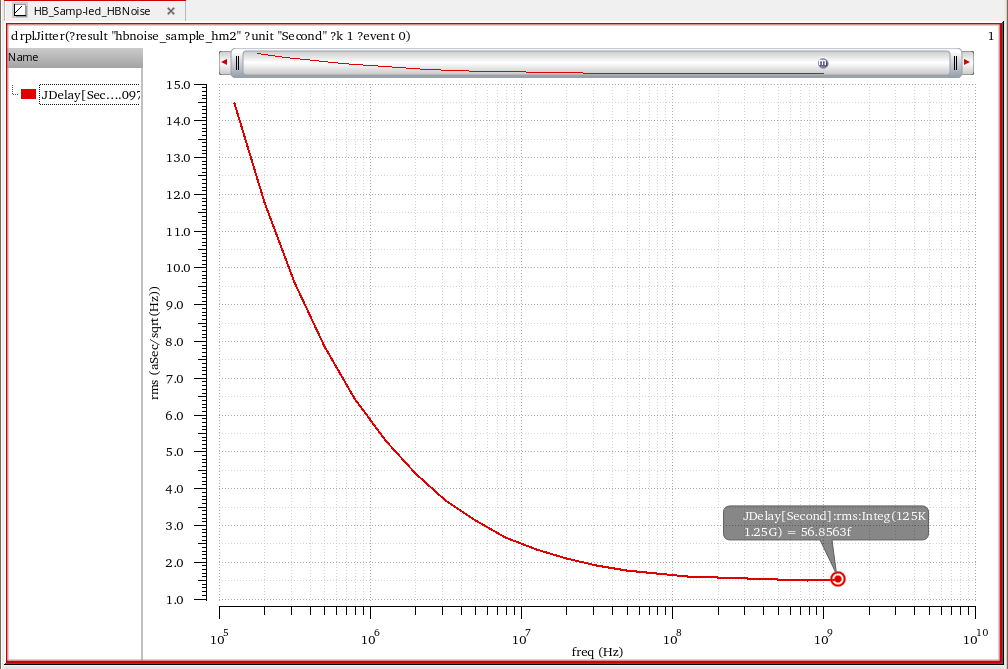 HB_Samp-led_HBNoise
drplJitter(?result "hbnoise_sample_hm2" ?unit "Second" ?k 1 ?event 0)
1
Name
JDelay[Sec....097
m
15.0
14.0
13.0
12.0
11.0
10.0
9.0
8.0
7.0
6.0
5.0
4.0
3.0
2.0
1.0
rms (aSec/sqrt(Hz))
JDelay[Second]:rms:Integ(125K
1.25G) = 56.8563f
10^5 10^6 10^7 10^8 10^9 10^10
freq (Hz)